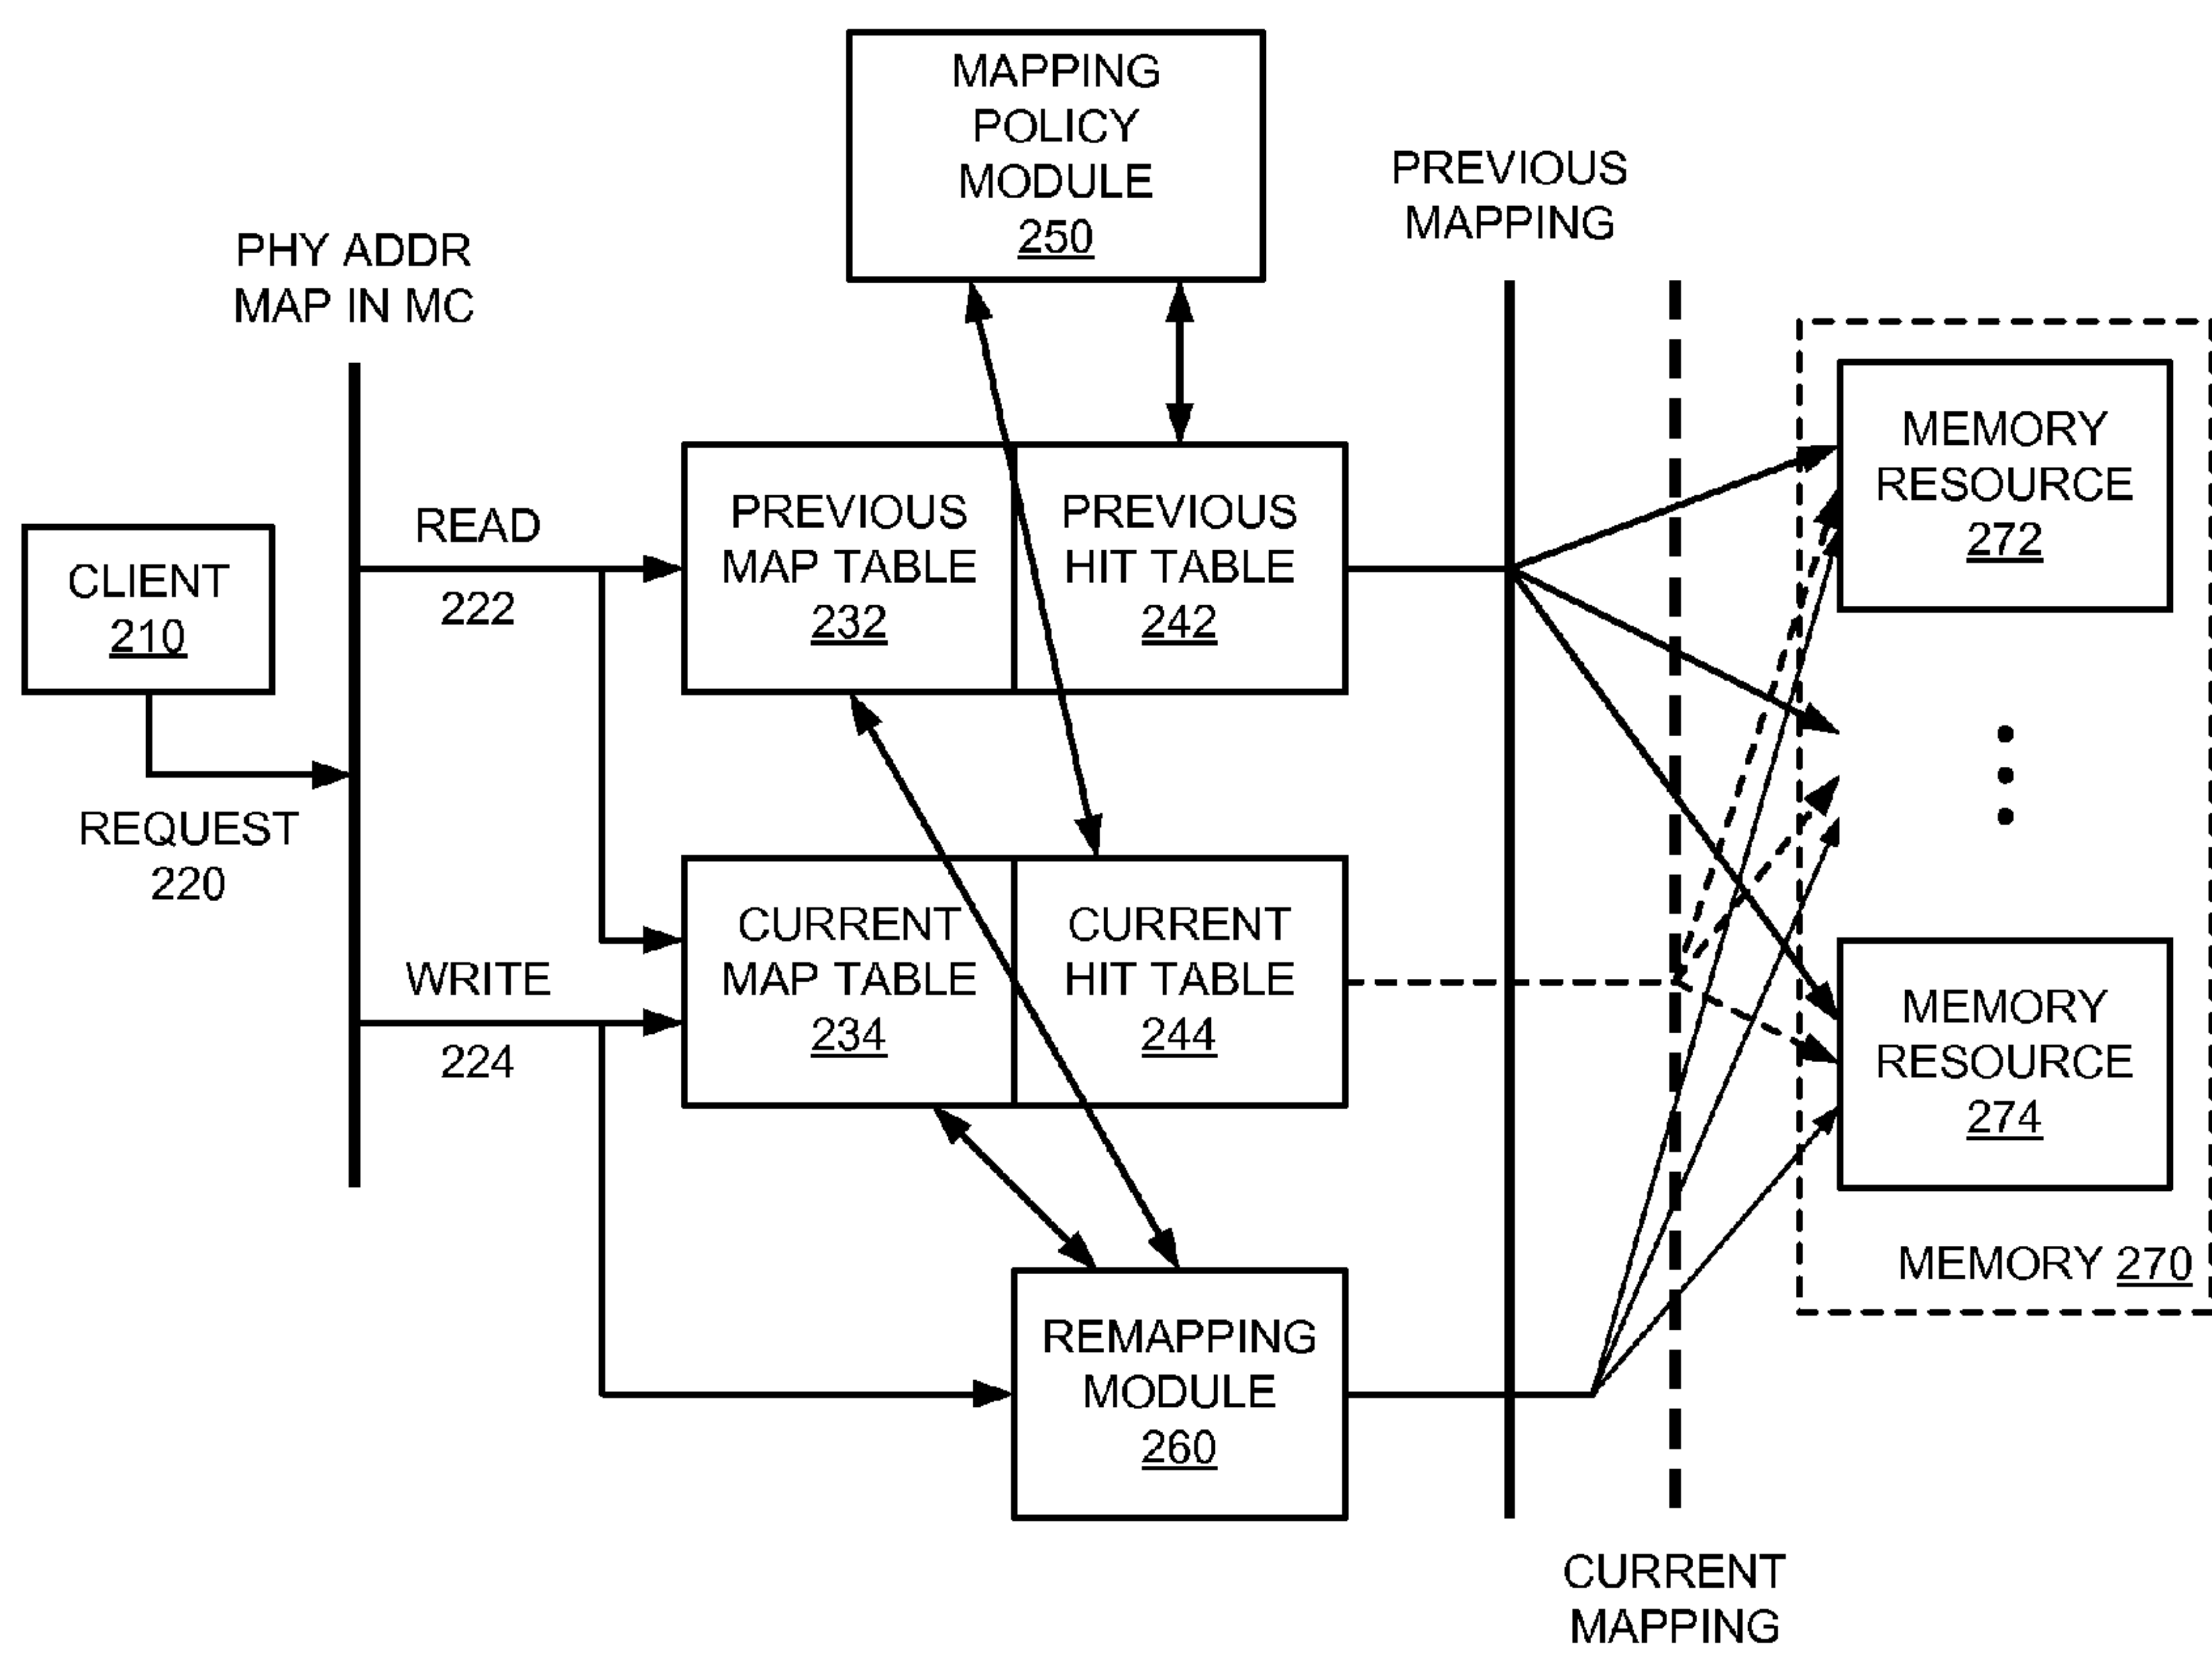 MAPPING
POLICY
MODULE
250
PREVIOUS
MAPPING
PHY ADDR
MAP IN MC
CLIENT
210
REQUEST
220
READ
222
PREVIOUS
MAP TABLE
232
PREVIOUS
HIT TABLE
242
MEMORY
RESOURCE
272
WRITE
224
CURRENT
MAP TABLE
234
CURRENT
HIT TABLE
244
MEMORY
RESOURCE
274
MEMORY 270
REMAPPING
MODULE
260
CURRENT
MAPPING